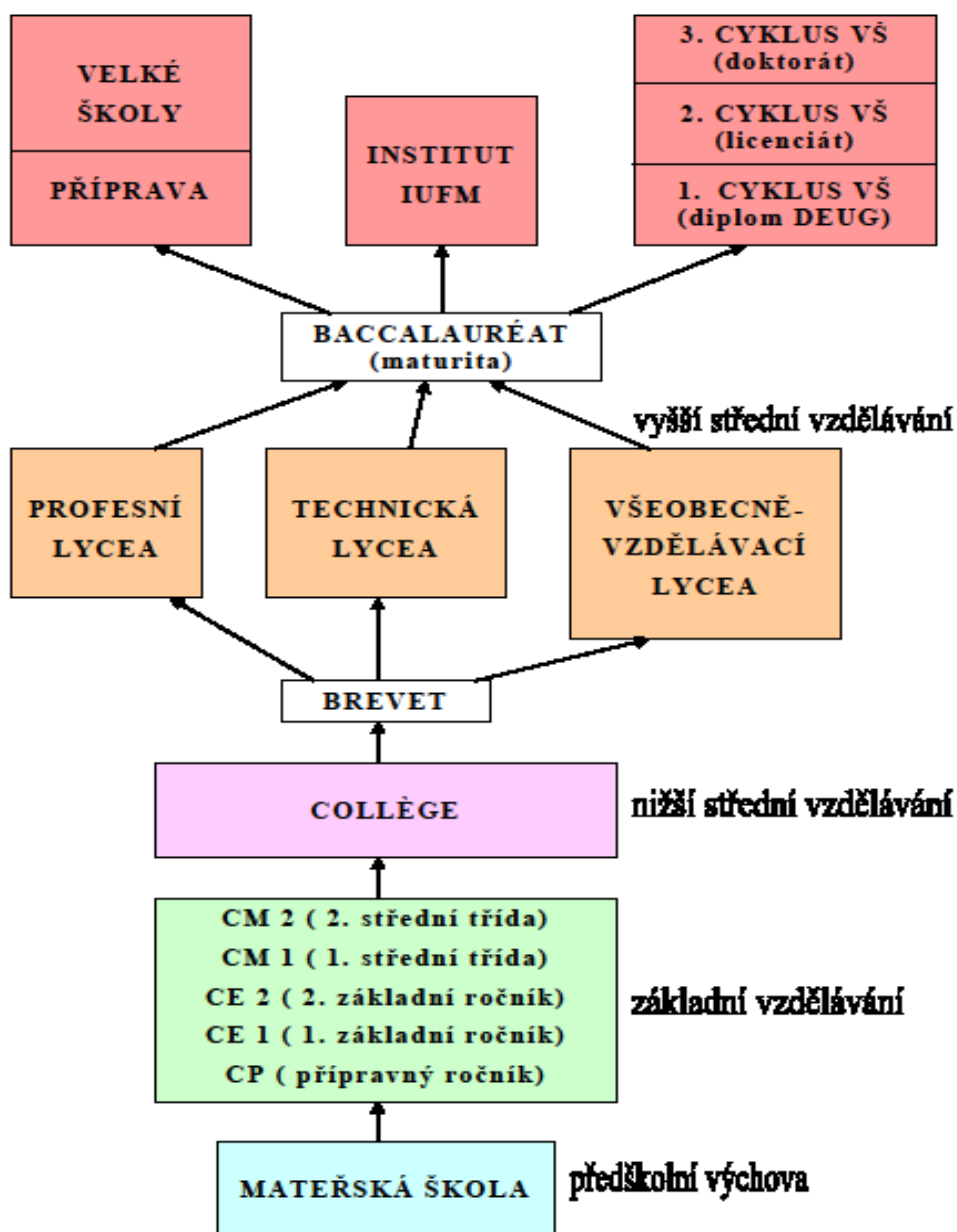 VELKÉ
ŠKOLY
PŘÍPRAVA
INSTITUT
IUFM
3. CYKLUS VŠ
(doktorát)
2. CYKLUS VŠ
(licenciát)
1. CYKLUS VŠ
(diplom DEUG)
BACCALAURÉAT
(maturita)
vyšší střední vzdělávání
PROFESNÍ
LYCEA
TECHNICKÁ
LYCEA
VŠEOBECNĚ-
VZDĚLÁVACÍ
LYCEA
BREVET
COLLÈGE
nižší střední vzdělávání
CM 2 ( 2. střední třída)
CM 1 ( 1. střední třída)
CE 2 ( 2. základní ročník)
CE 1 ( 1. základní ročník)
CP ( přípravný ročník)
základní vzdělávání
MATEŘSKÁ ŠKOLA
předškolní výchova